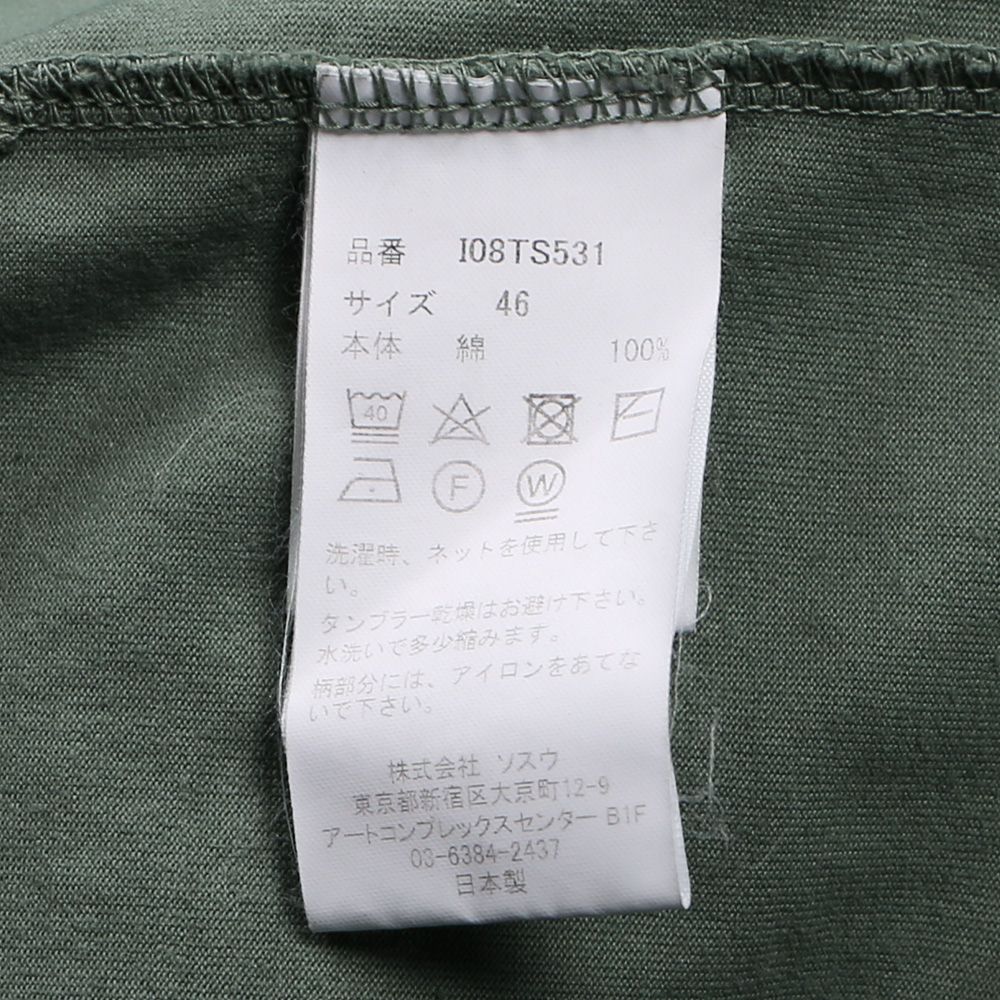 品番 I08TS531
サイズ 46
本体 綿 100%
40
F W
洗濯時、ネットを使用して下さ
い。
タンブラー乾燥はお避け下さい。
水洗いで多少縮みます。
柄部分には、アイロンをあてな
いで下さい。
株式会社 ソスウ
東京都新宿区大京町12-9
アートコンプレックスセンター B1F
03-6384-2437
日本製